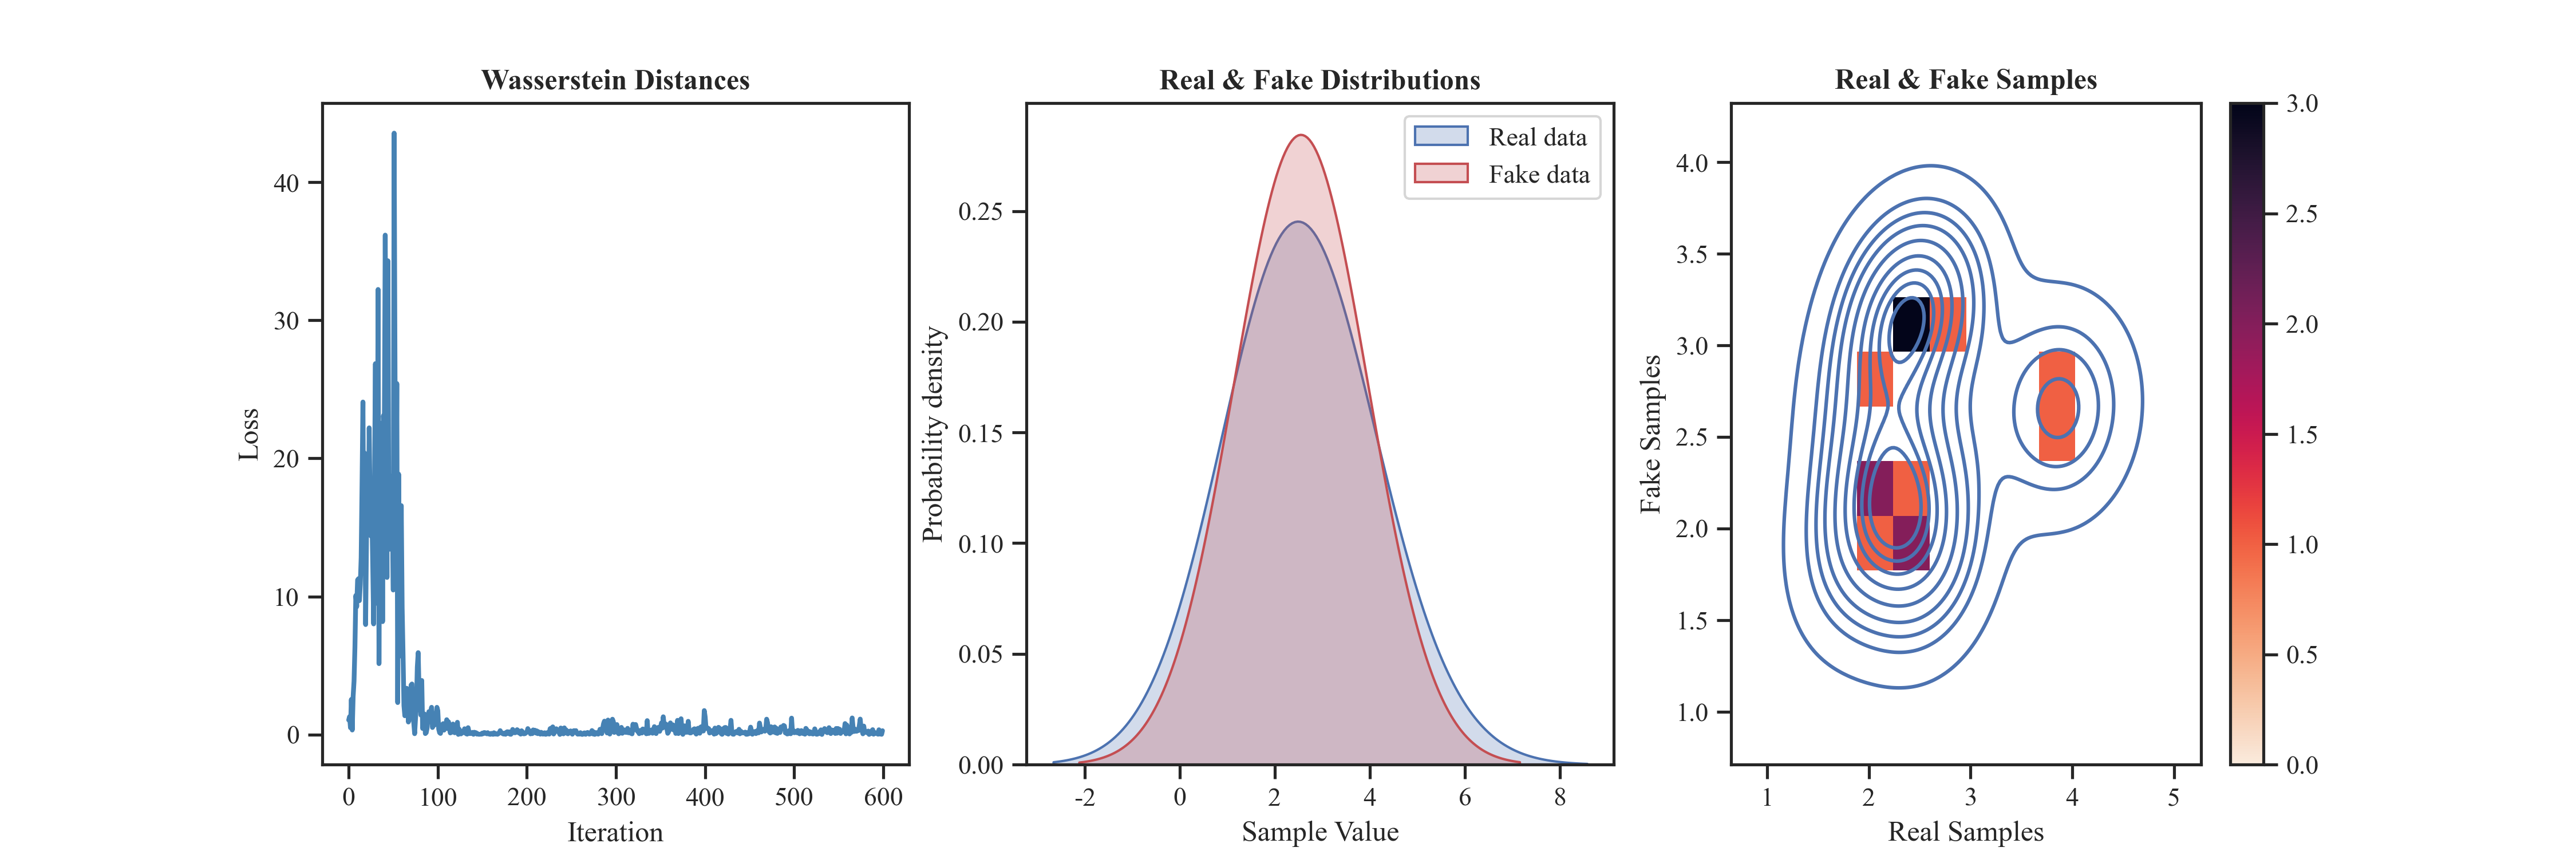 Wasserstein Distances
40
30
20
10
0
Loss
0 100 200 300 400 500 600
Iteration
Real & Fake Distributions
Real data
Fake data
0.25
0.20
0.15
0.10
0.05
0.00
Probability density
-2 0 2 4 6 8
Sample Value
Real & Fake Samples
4.0
3.5
3.0
2.5
2.0
1.5
1.0
Fake Samples
1 2 3 4 5
Real Samples
3.0
2.5
2.0
1.5
1.0
0.5
0.0